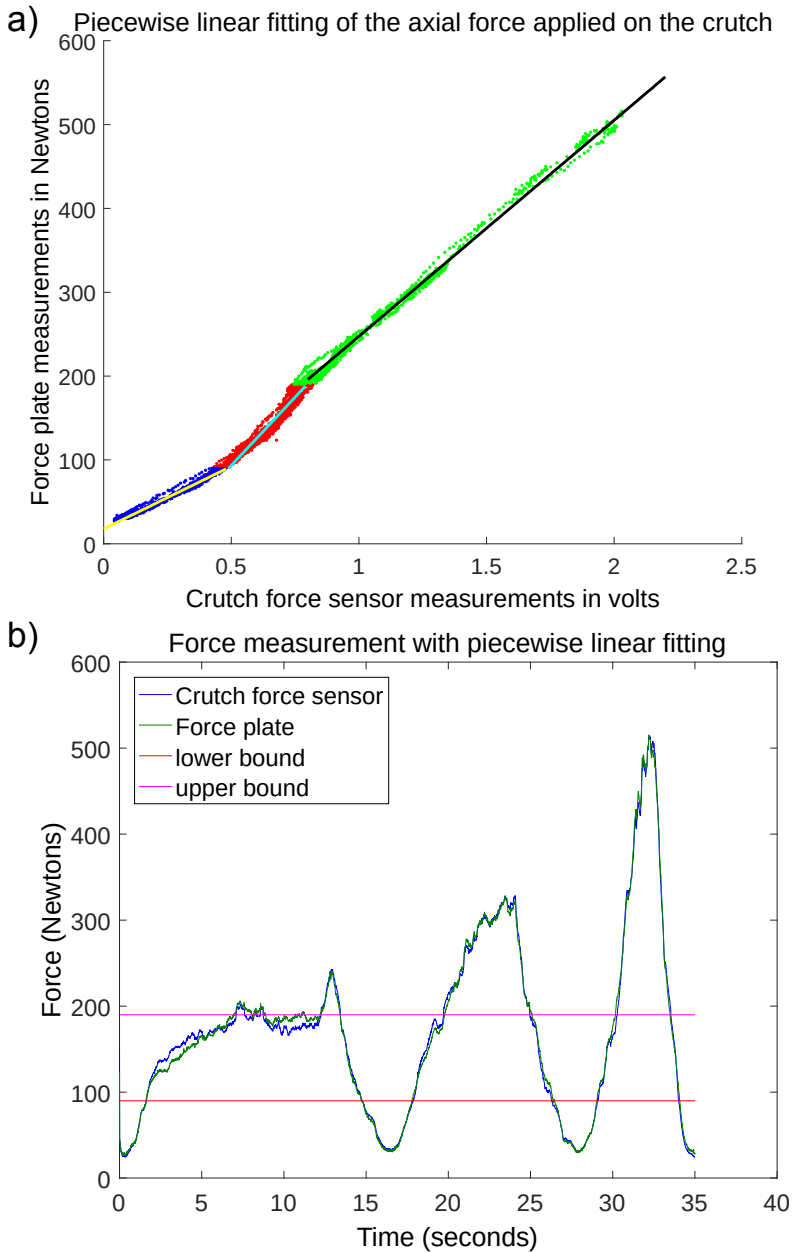 a) Piecewise linear fitting of the axial force applied on the crutch
600
500
400
300
200
100
0
Force plate measurements in Newtons
0 0.5 1 1.5 2 2.5
Crutch force sensor measurements in volts
b) Force measurement with piecewise linear fitting
600
500
400
300
200
100
0
Force (Newtons)
Crutch force sensor
Force plate
lower bound
upper bound
0 5 10 15 20 25 30 35 40
Time (seconds)